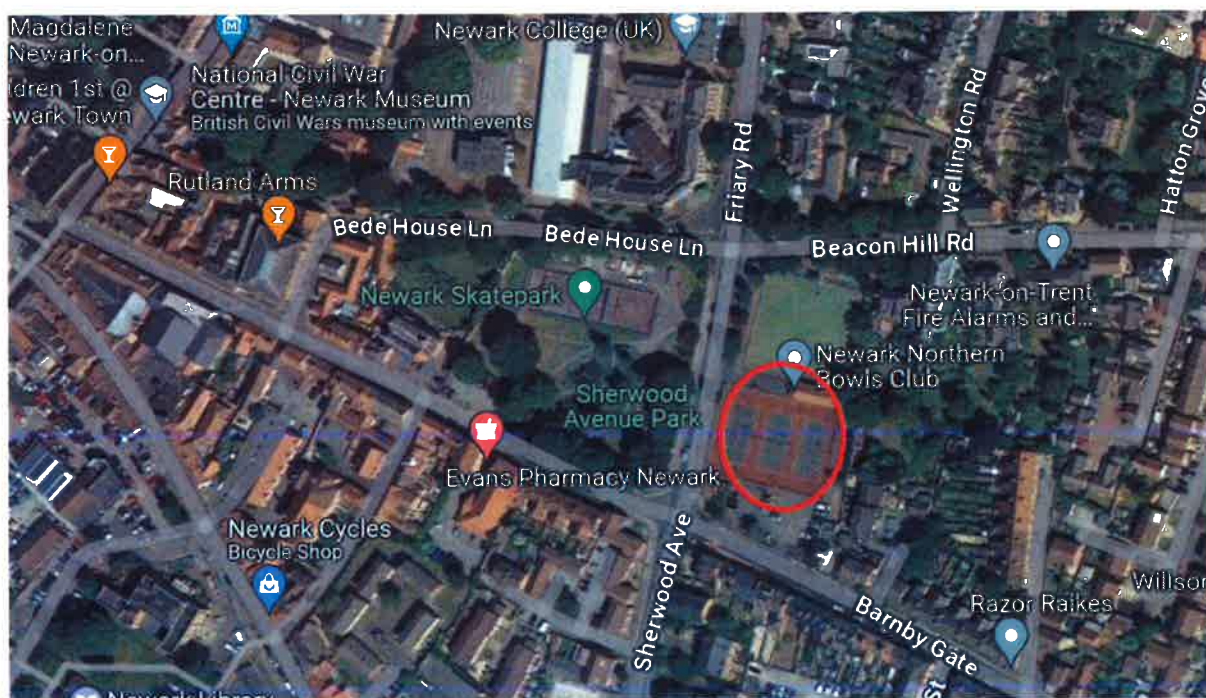 Magdalene
Newark-on...
ldren 1st @
ewark Town
National Civil War
Centre - Newark Museum
British Civil Wars museum with events
Newark College (UK)
Rutland Arms
Bede House Ln
Bede House Ln
Friary Rd
Wellington Rd
Hatton Grove
Beacon Hill Rd
Newark Skatepark
Newark-on-Trent
Fire Alarms and...
Newark Northern
Bowls Club
Sherwood
Avenue Park
Evans Pharmacy Newark
Newark Cycles
Bicycle Shop
Sherwood Ave
Barnby Gate
Razor Raikes
Willson
st
Newark Library